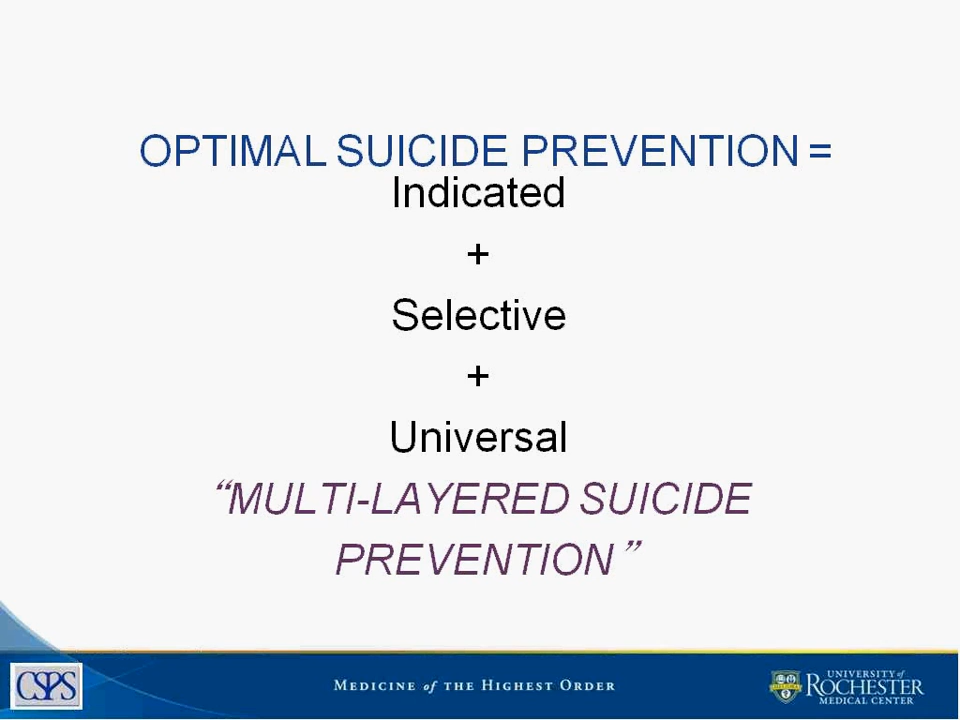 OPTIMAL SUICIDE PREVENTION =
Indicated
+
Selective
+
Universal
“MULTI-LAYERED SUICIDE
PREVENTION”
CSPS
MEDICINE of THE HIGHEST ORDER
UNIVERSITY of
ROCHESTER
MEDICAL CENTER